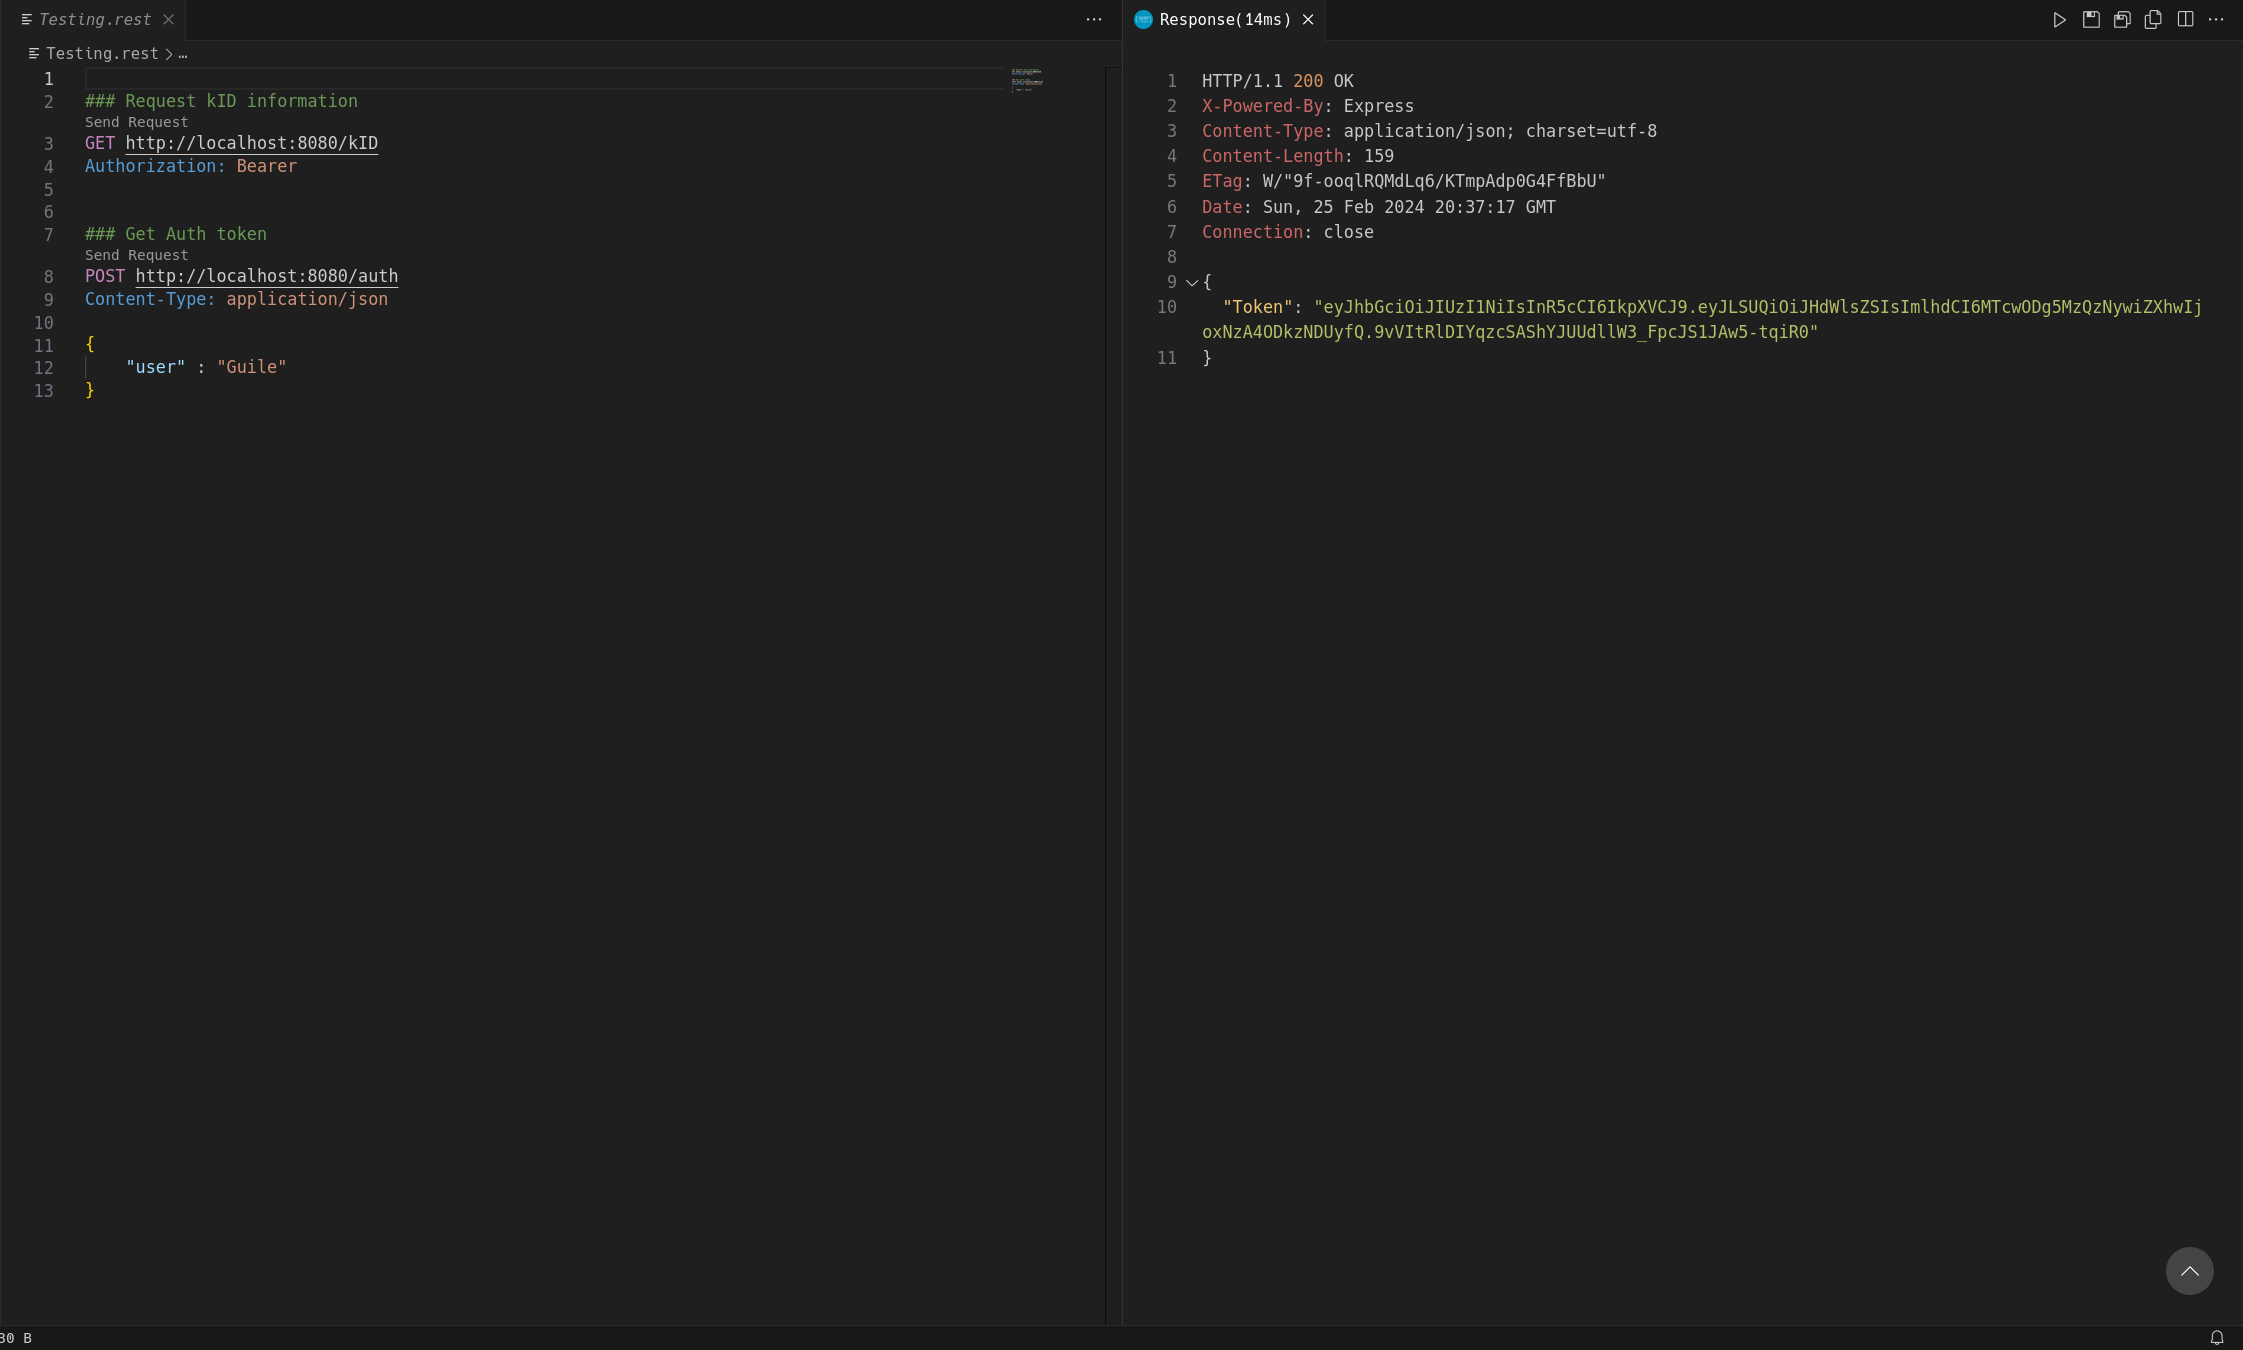 Testing.rest
Testing.rest > …
1
2 ### Request kID information
Send Request
3 GET http://localhost:8080/kID
4 Authorization: Bearer
5
6
7 ### Get Auth token
Send Request
8 POST http://localhost:8080/auth
9 Content-Type: application/json
10
11 {
12 "user" : "Guile"
13 }
Response(14ms)
1 HTTP/1.1 200 OK
2 X-Powered-By: Express
3 Content-Type: application/json; charset=utf-8
4 Content-Length: 159
5 ETag: W/"9f-ooqlRQMdLq6/KTmpAdp0G4FfBbU"
6 Date: Sun, 25 Feb 2024 20:37:17 GMT
7 Connection: close
8
9 {
10 "Token": "eyJhbGciOiJIUzI1NiIsInR5cCI6IkpXVCJ9.eyJLSUQiOiJHdWlsZSIsImlhdCI6MTcwODg5MzQzNywiZXhwIj
oxNzA4ODkzNDUyfQ.9vVItRlDIYqzcSAShYJUUdllW3_FpcJS1JAw5-tqiR0"
11 }
30 B